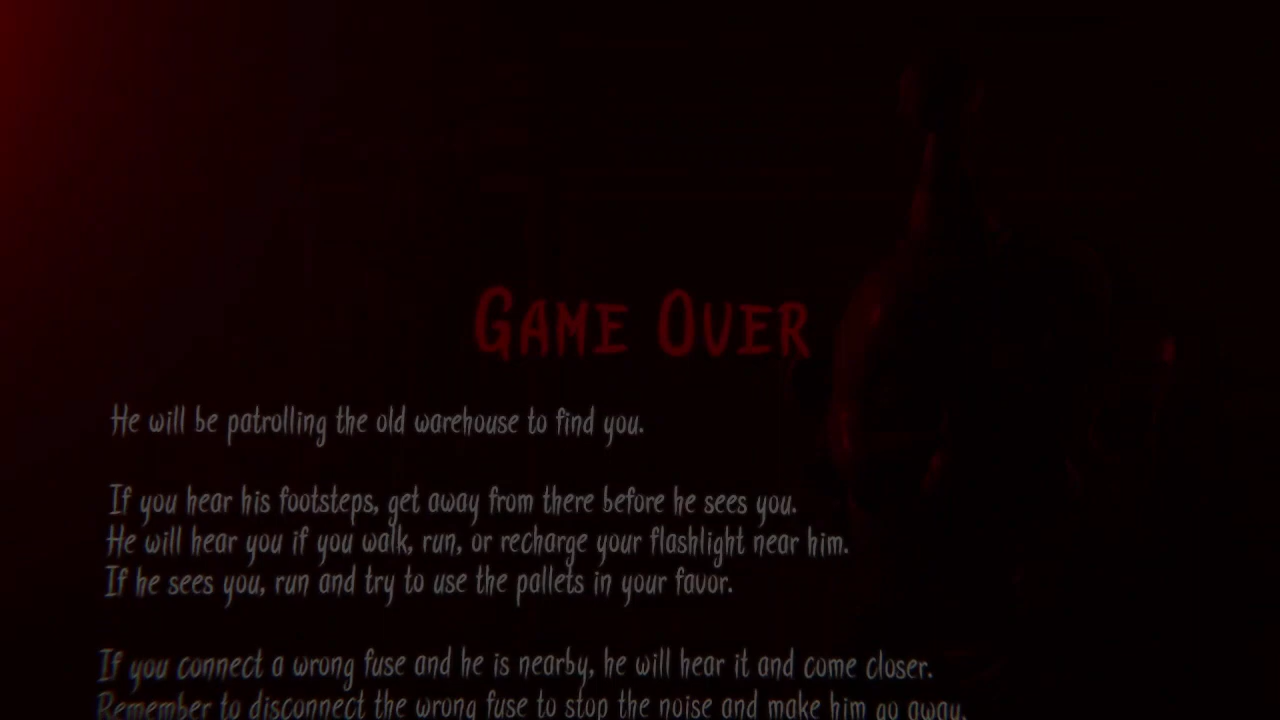 Game Over
He will be patrolling the old warehouse to find you.
If you hear his footsteps, get away from there before he sees you.
He will hear you if you walk, run, or recharge your flashlight near him.
If he sees you, run and try to use the pallets in your favor.
If you connect a wrong fuse and he is nearby, he will hear it and come closer.
Remember to disconnect the wrong fuse to stop the noise and make him go away.